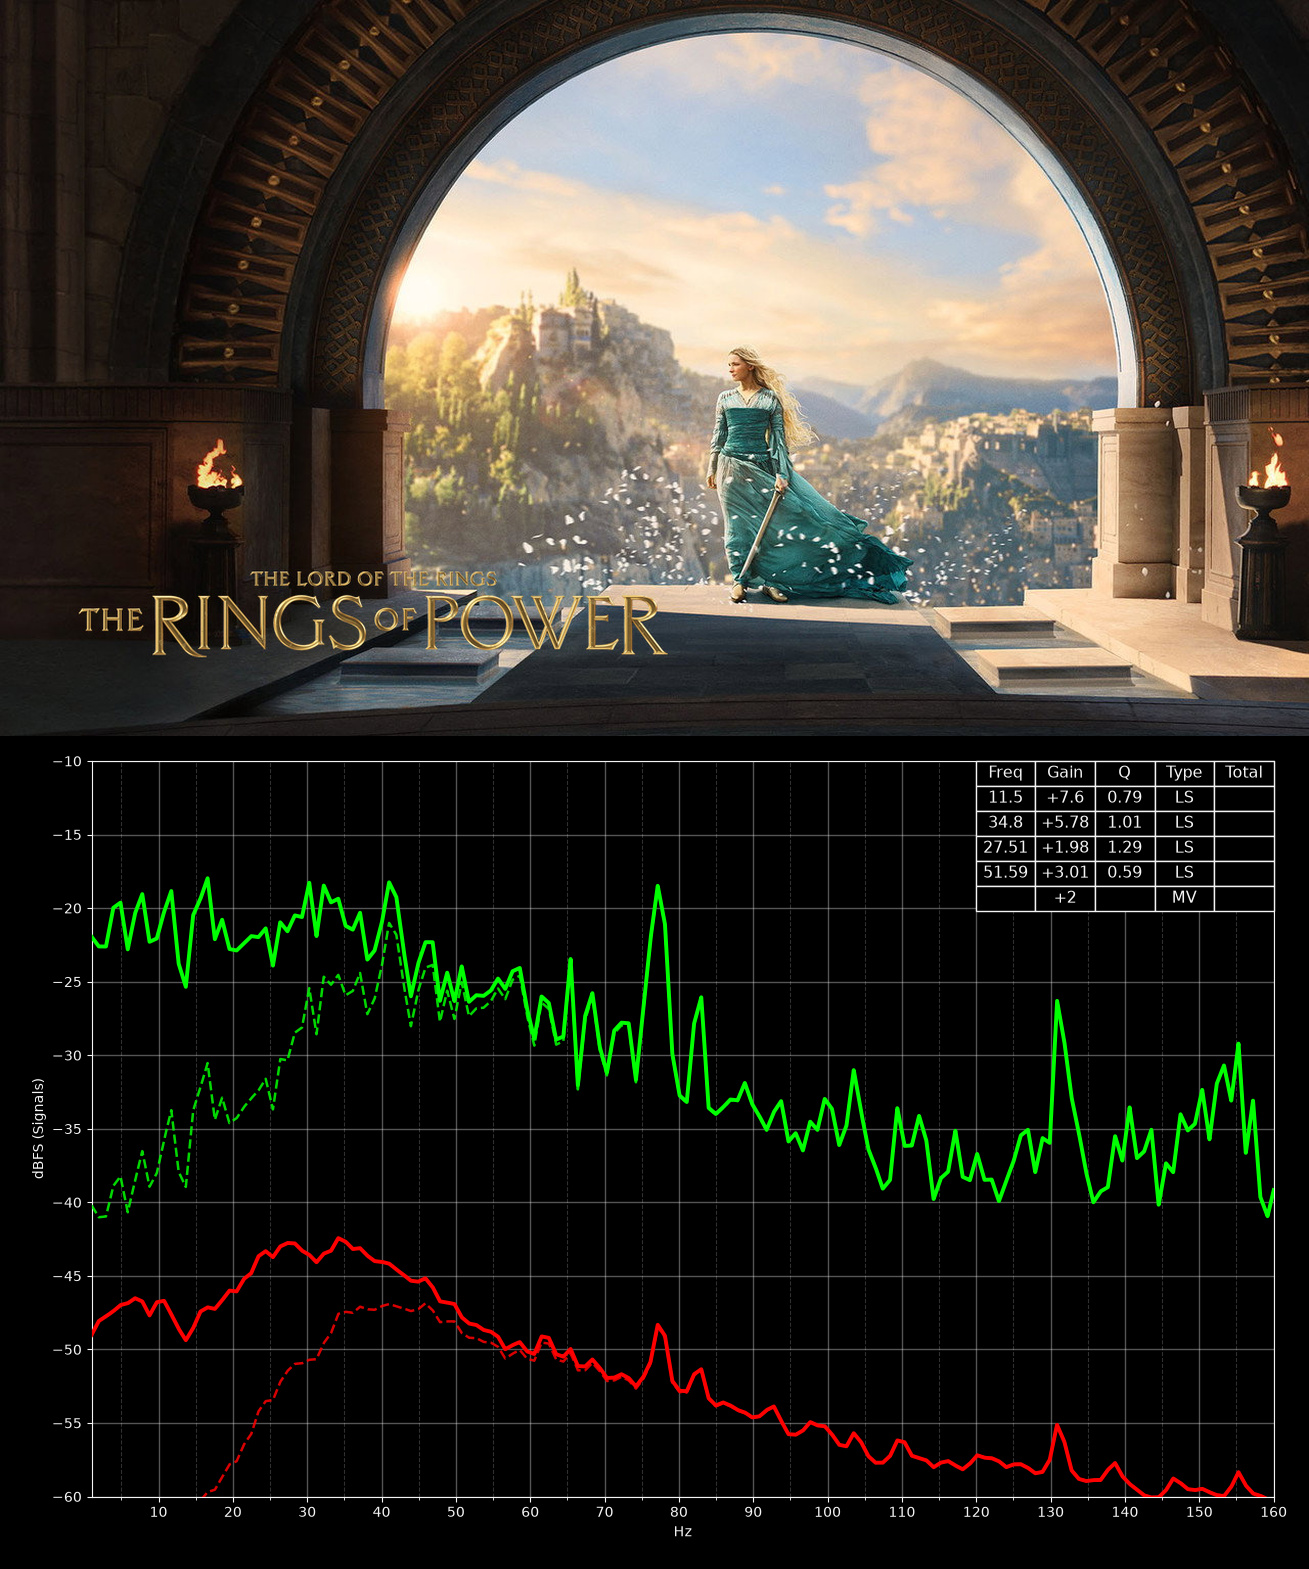 THE LORD OF THE RINGS
THE RINGS OF POWER
Freq Gain Q Type Total
11.5 +7.6 0.79 LS
34.8 +5.78 1.01 LS
27.51 +1.98 1.29 LS
51.59 +3.01 0.59 LS
+2 MV
−10
−15
−20
−25
−30
−35
−40
−45
−50
−55
−60
dBFS (Signals)
10 20 30 40 50 60 70 80 90 100 110 120 130 140 150 160
Hz